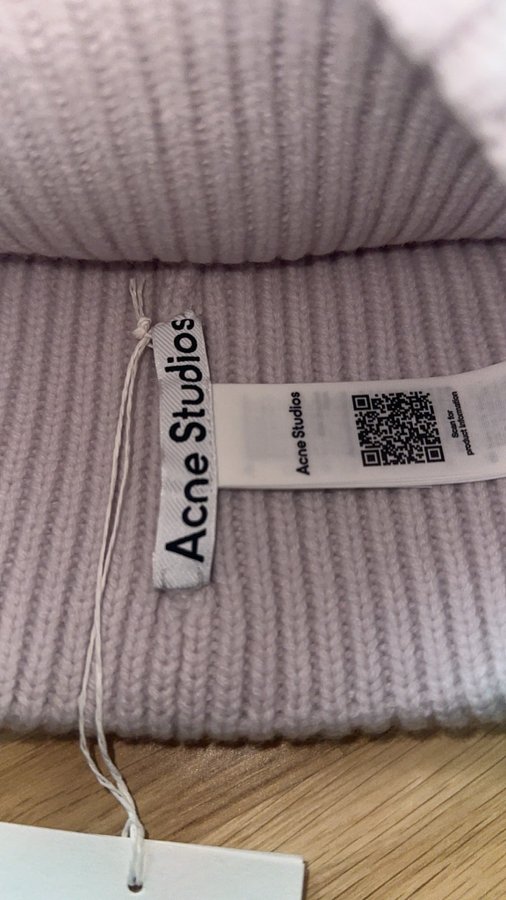 Acne Studios
Acne Studios
Scan for
product information